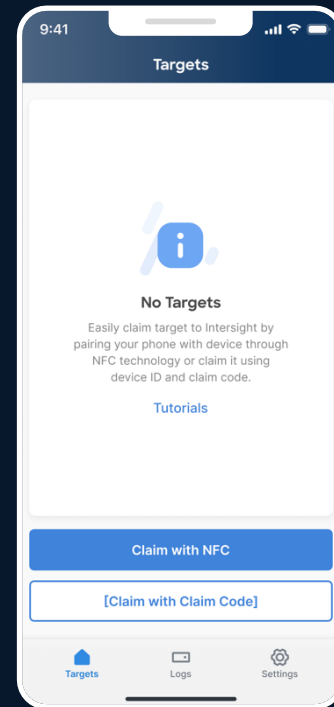 9:41
Targets
No Targets
Easily claim target to Intersight by
pairing your phone with device through
NFC technology or claim it using
device ID and claim code.
Tutorials
Claim with NFC
[Claim with Claim Code]
Targets Logs Settings